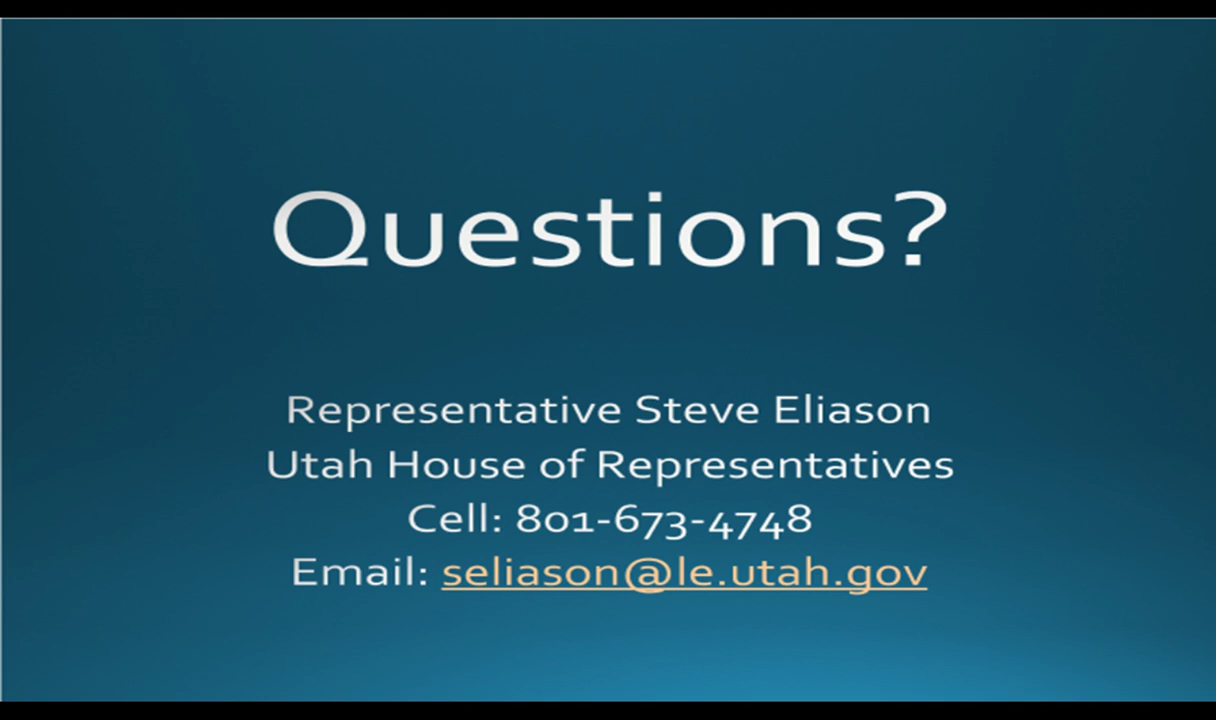 Questions?
Representative Steve Eliason
Utah House of Representatives
Cell: 801-673-4748
Email: seliason@le.utah.gov